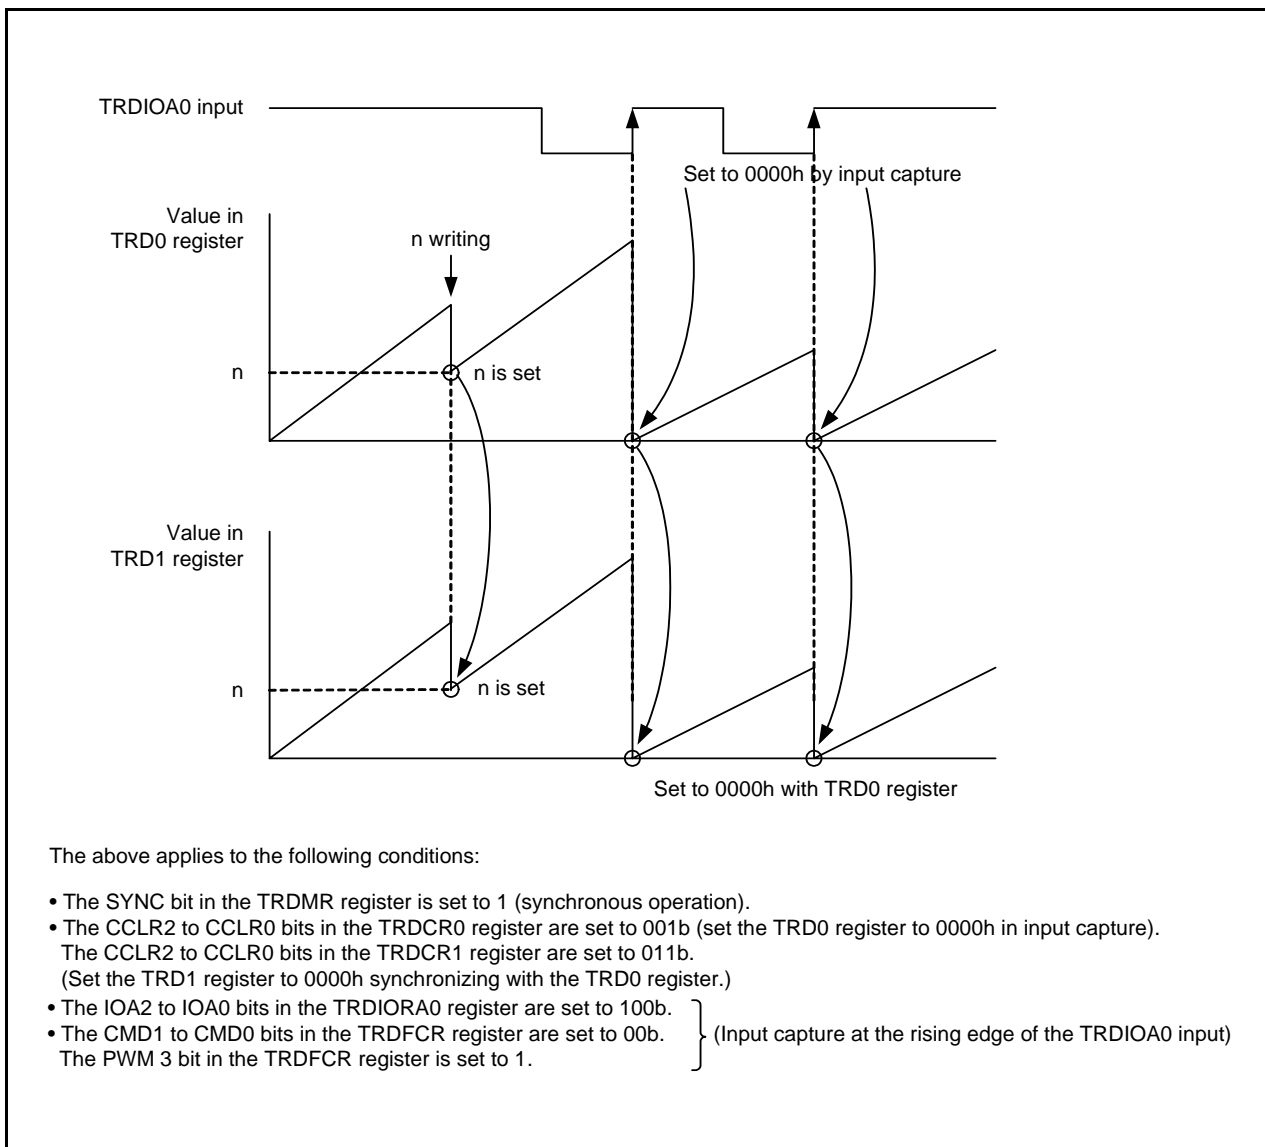 TRDIOA0 input
Set to 0000h by input capture
Value in
TRD0 register
n writing
n
n is set
Value in
TRD1 register
n
n is set
Set to 0000h with TRD0 register
The above applies to the following conditions:
• The SYNC bit in the TRDMR register is set to 1 (synchronous operation).
• The CCLR2 to CCLR0 bits in the TRDCR0 register are set to 001b (set the TRD0 register to 0000h in input capture).
The CCLR2 to CCLR0 bits in the TRDCR1 register are set to 011b.
(Set the TRD1 register to 0000h synchronizing with the TRD0 register.)
• The IOA2 to IOA0 bits in the TRDIORA0 register are set to 100b.
• The CMD1 to CMD0 bits in the TRDFCR register are set to 00b.
(Input capture at the rising edge of the TRDIOA0 input)
The PWM 3 bit in the TRDFCR register is set to 1.